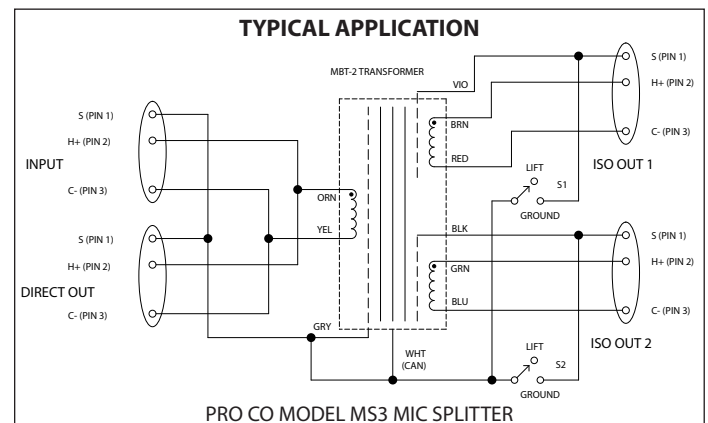 TYPICAL APPLICATION
MBT-2 TRANSFORMER
VIO
S (PIN 1)
H+ (PIN 2)
C- (PIN 3)
ISO OUT 1
BRN
RED
LIFT
S1
GROUND
S (PIN 1)
H+ (PIN 2)
C- (PIN 3)
INPUT
ORN
YEL
S (PIN 1)
H+ (PIN 2)
C- (PIN 3)
DIRECT OUT
BLK
GRN
BLU
S (PIN 1)
H+ (PIN 2)
C- (PIN 3)
ISO OUT 2
GRY
WHT
(CAN)
LIFT
S2
GROUND
PRO CO MODEL MS3 MIC SPLITTER